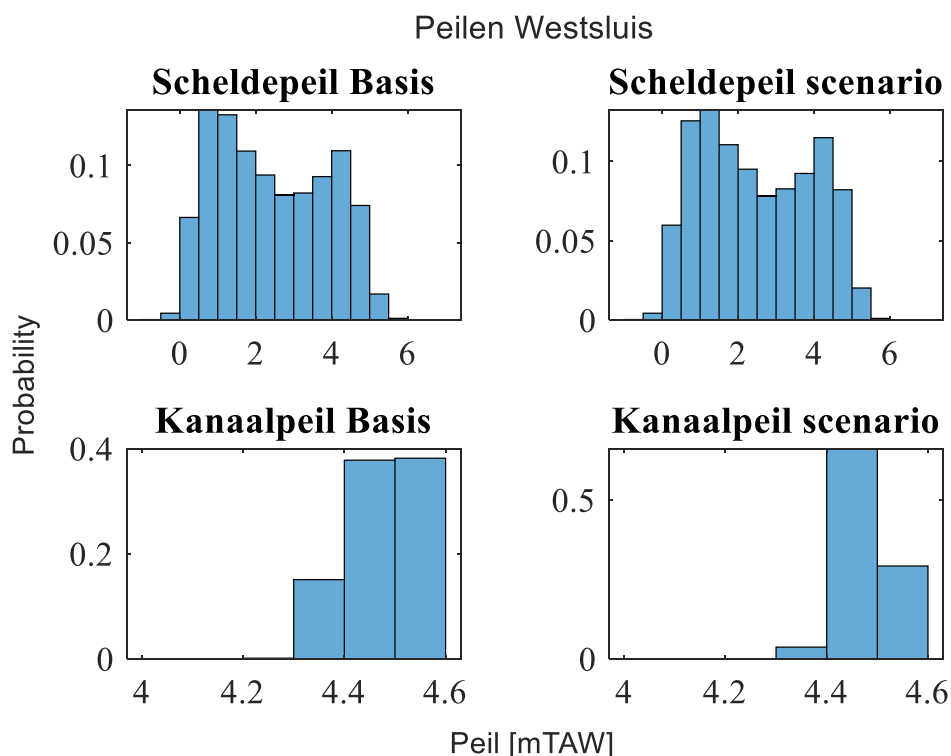 Peilen Westsluis
Scheldepeil Basis
0.1
0.05
0
0 2 4 6
Scheldepeil scenario
0.1
0.05
0
0 2 4 6
Probability
Kanaalpeil Basis
0.4
0.2
0
4 4.2 4.4 4.6
Kanaalpeil scenario
0.5
0
4 4.2 4.4 4.6
Peil [mTAW]